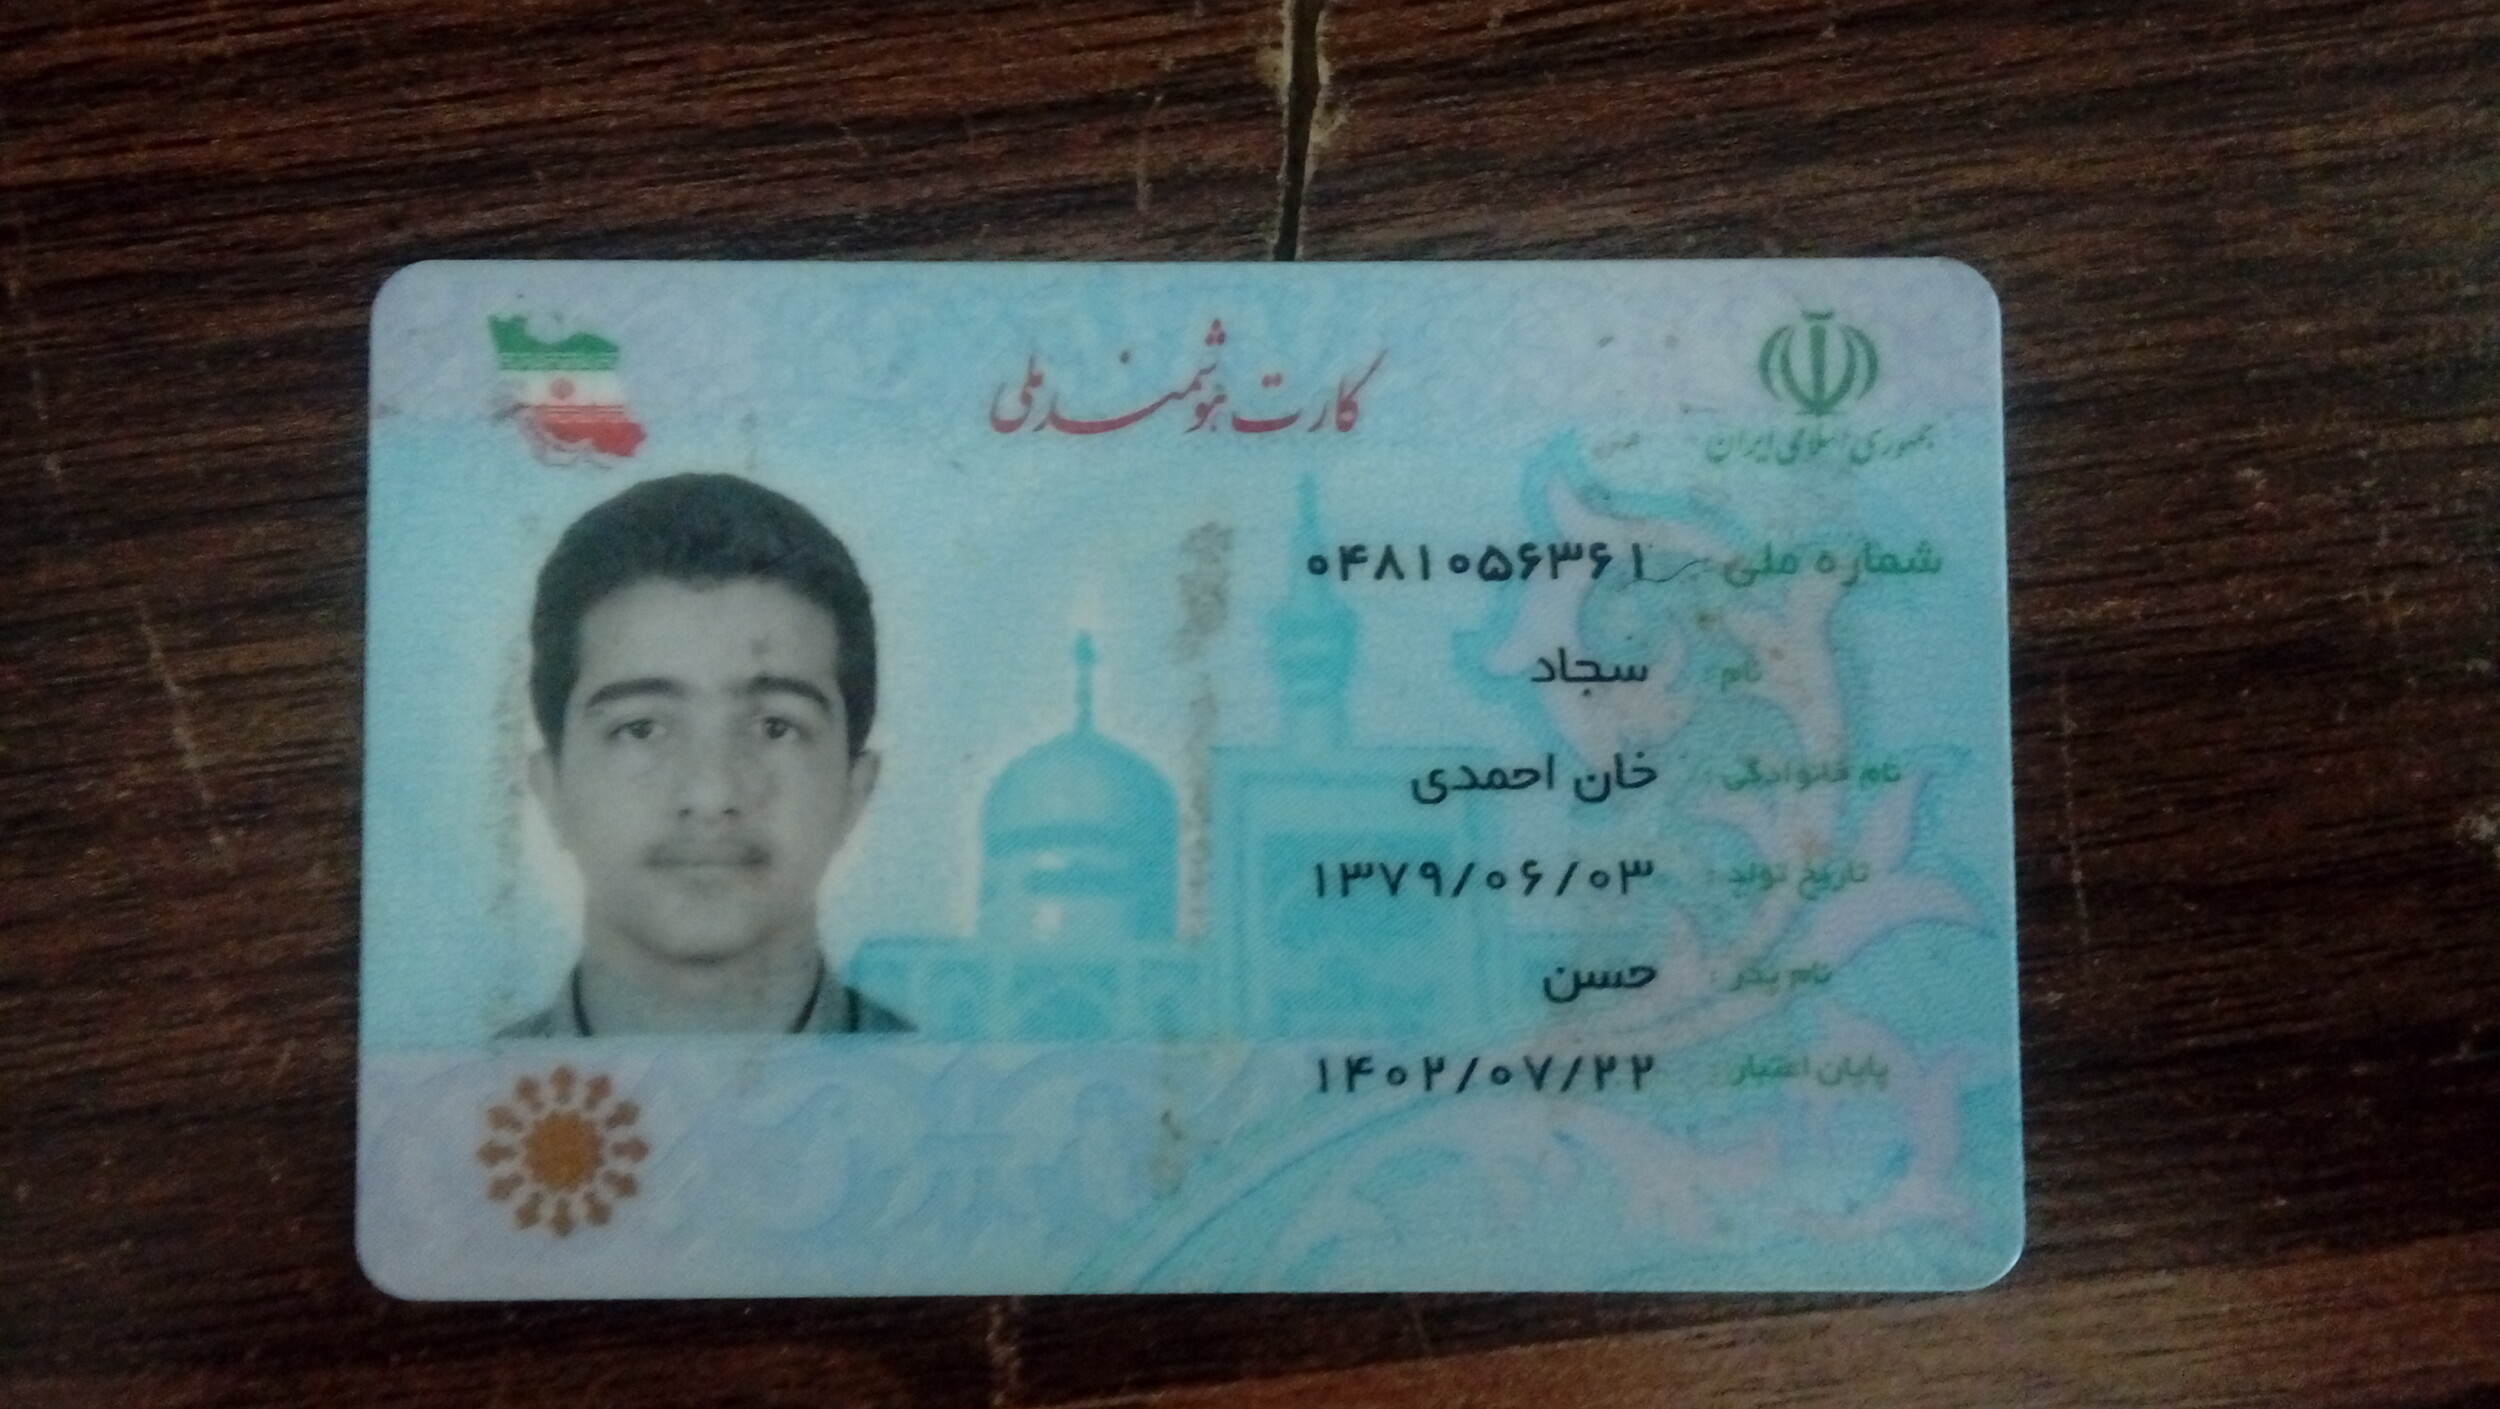 کارت هوشمند ملی
جمهوری اسلامی ایران
شماره ملی: ۰۴۸۱۰۵۶۳۶۱
نام: سجاد
نام خانوادگی: خان احمدی
تاریخ تولد: ۱۳۷۹/۰۶/۰۳
نام پدر: حسن
پایان اعتبار: ۱۴۰۲/۰۷/۲۲